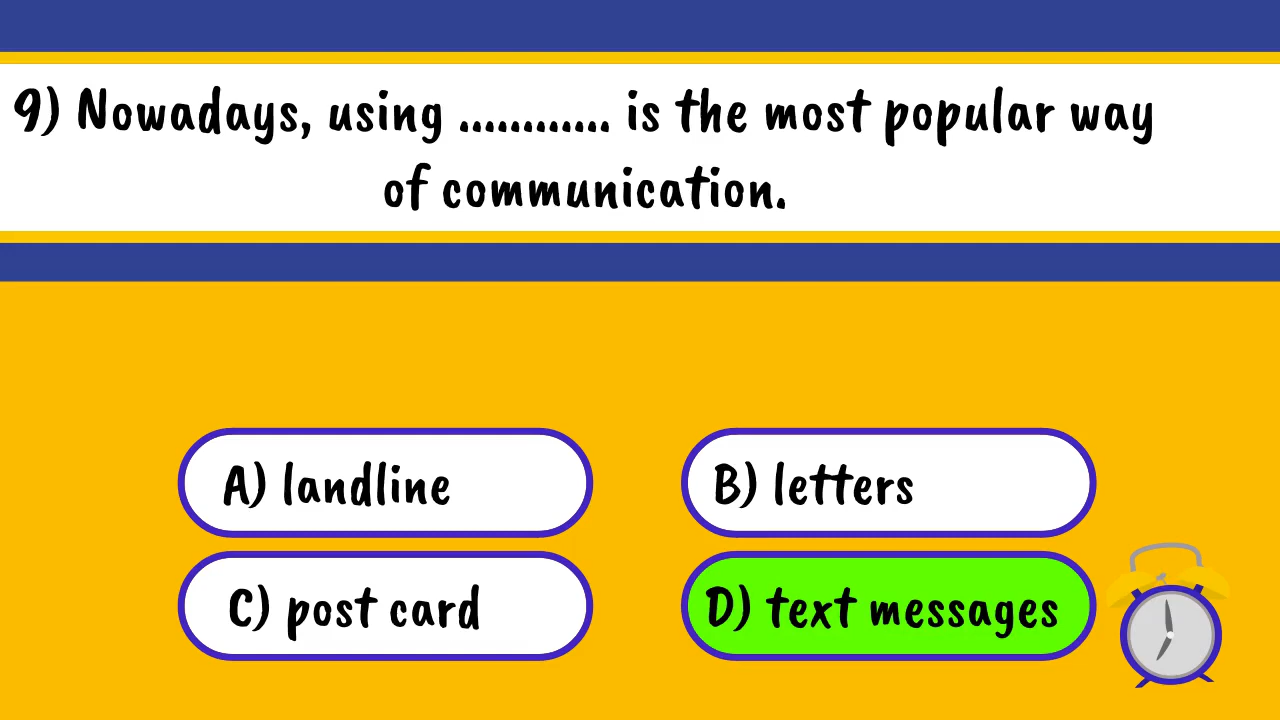 9) Nowadays, using ............ is the most popular way
of communication.
A) landline
B) letters
C) post card
D) text messages